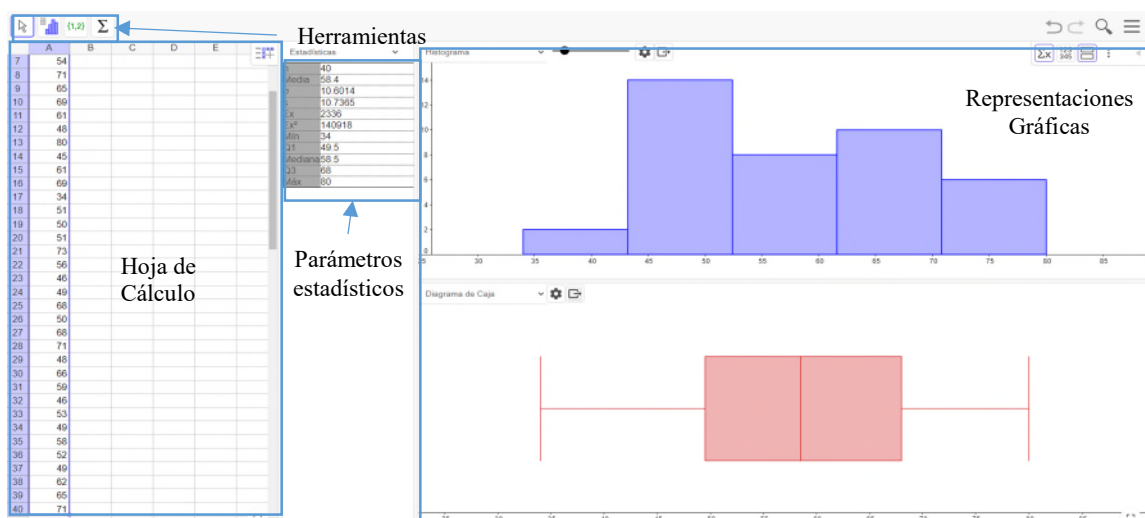 {1,2} Σ
Herramientas
A B C D E
Estadísticas
Histograma
Σx
7 54
8 71
9 65
10 69
11 61
12 48
13 80
14 45
15 61
16 69
17 34
18 51
19 50
20 51
21 73
22 56
23 46
24 49
25 68
26 50
27 68
28 71
29 48
30 66
31 59
32 46
33 53
34 49
35 58
36 52
37 49
38 62
39 65
40 71
Hoja de
Cálculo
40
Media 58.4
10.6014
10.7365
2336
140918
34
49.5
Mediana 58.5
68
Máx 80
Parámetros
estadísticos
Representaciones
Gráficas
4
2
0
30 35 40 45 50 55 60 65 70 75 80 85
Diagrama de Caja